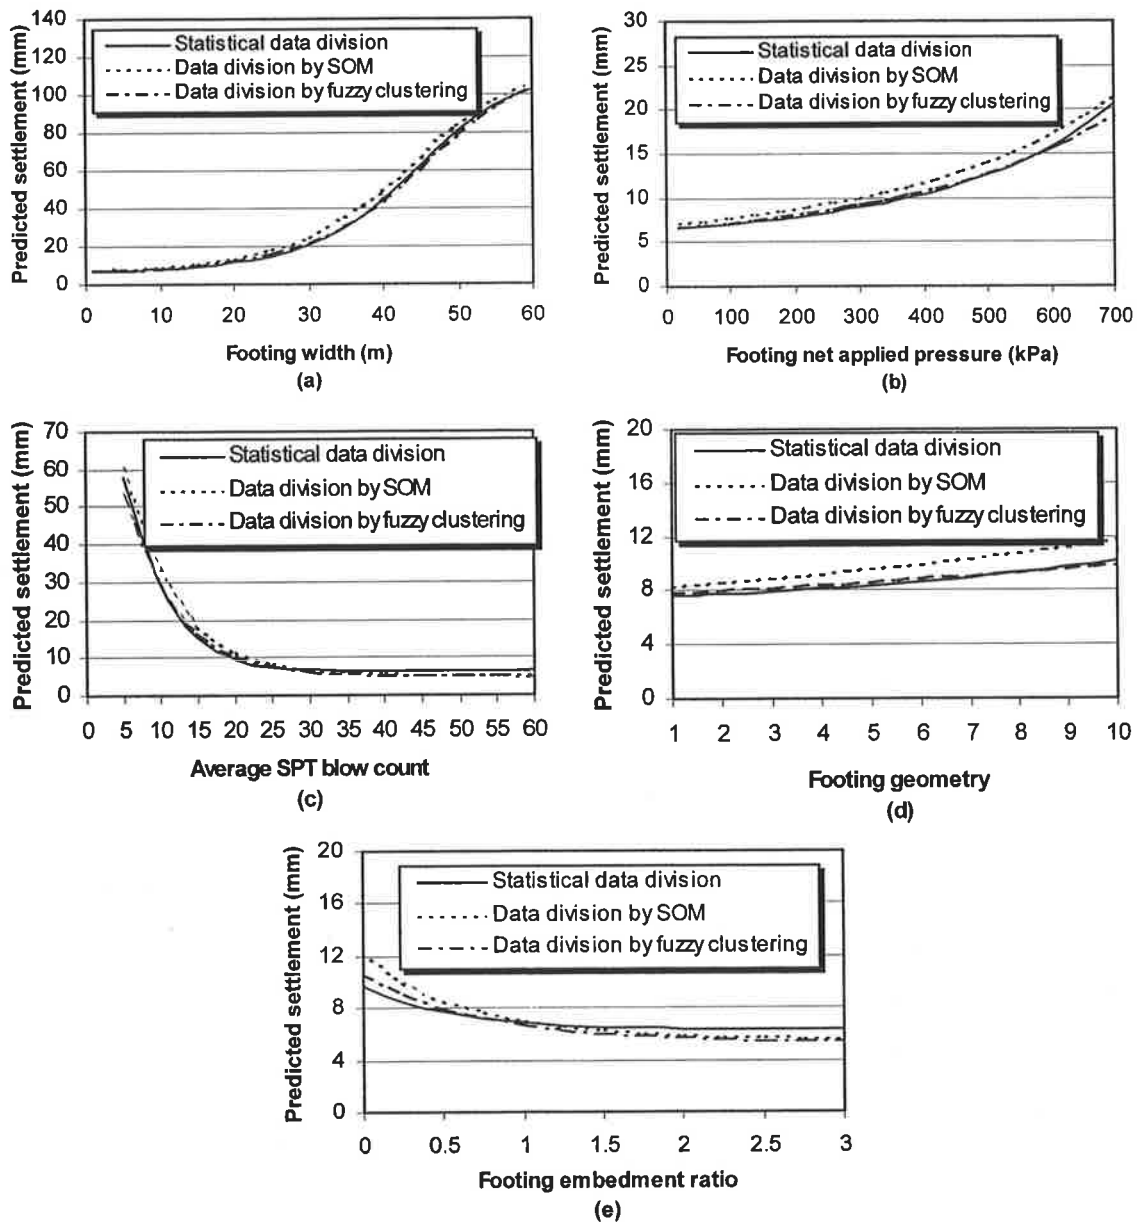 140
120
100
80
60
40
20
0
Predicted settlement (mm)
Statistical data division
Data division by SOM
Data division by fuzzy clustering
0 10 20 30 40 50 60
Footing width (m)
(a)
30
25
20
15
10
5
0
Predicted settlement (mm)
Statistical data division
Data division by SOM
Data division by fuzzy clustering
0 100 200 300 400 500 600 700
Footing net applied pressure (kPa)
(b)
70
60
50
40
30
20
10
0
Predicted settlement (mm)
Statistical data division
Data division by SOM
Data division by fuzzy clustering
0 5 10 15 20 25 30 35 40 45 50 55 60
Average SPT blow count
(c)
20
16
12
8
4
0
Predicted settlement (mm)
Statistical data division
Data division by SOM
Data division by fuzzy clustering
1 2 3 4 5 6 7 8 9 10
Footing geometry
(d)
20
16
12
8
4
0
Predicted settlement (mm)
Statistical data division
Data division by SOM
Data division by fuzzy clustering
0 0.5 1 1.5 2 2.5 3
Footing embedment ratio
(e)